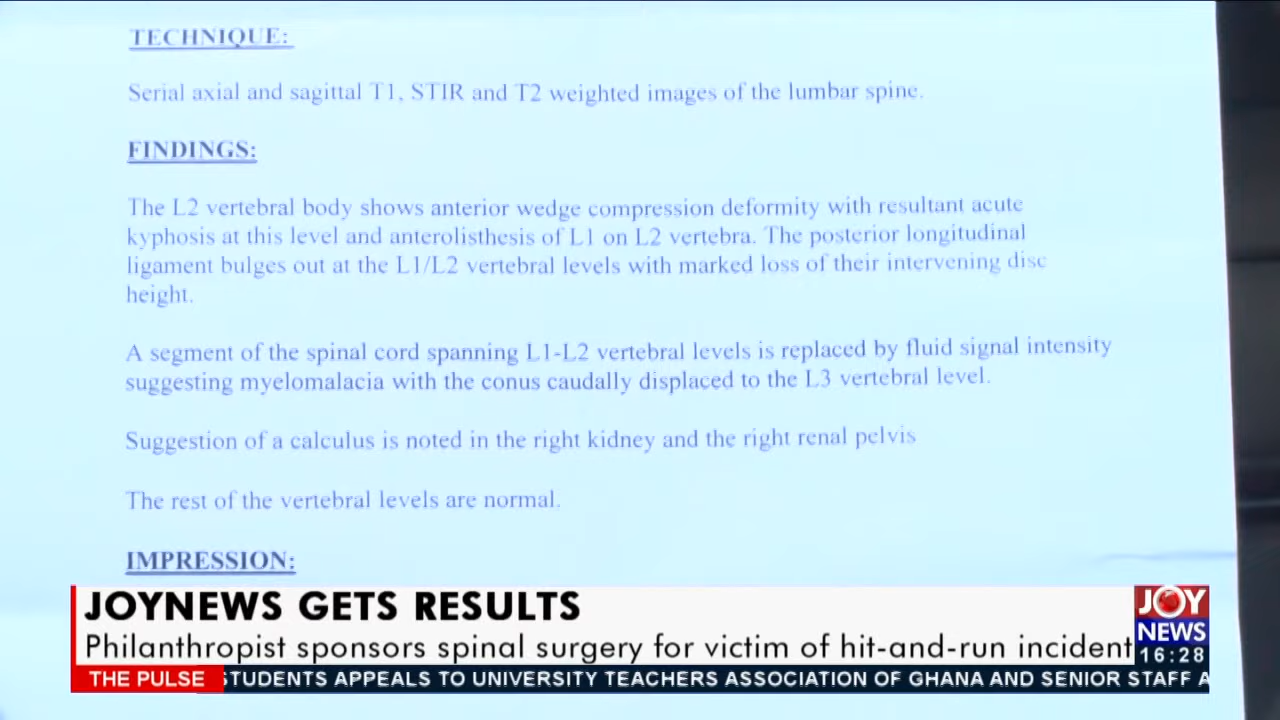 TECHNIQUE:
Serial axial and sagittal T1, STIR and T2 weighted images of the lumbar spine.
FINDINGS:
The L2 vertebral body shows anterior wedge compression deformity with resultant acute
kyphosis at this level and anterolisthesis of L1 on L2 vertebra. The posterior longitudinal
ligament bulges out at the L1/L2 vertebral levels with marked loss of their intervening disc
height.
A segment of the spinal cord spanning L1-L2 vertebral levels is replaced by fluid signal intensity
suggesting myelomalacia with the conus caudally displaced to the L3 vertebral level.
Suggestion of a calculus is noted in the right kidney and the right renal pelvis
The rest of the vertebral levels are normal.
IMPRESSION:
JOYNEWS GETS RESULTS
Philanthropist sponsors spinal surgery for victim of hit-and-run incident
JOY
NEWS
16:28
THE PULSE
STUDENTS APPEALS TO UNIVERSITY TEACHERS ASSOCIATION OF GHANA AND SENIOR STAFF A